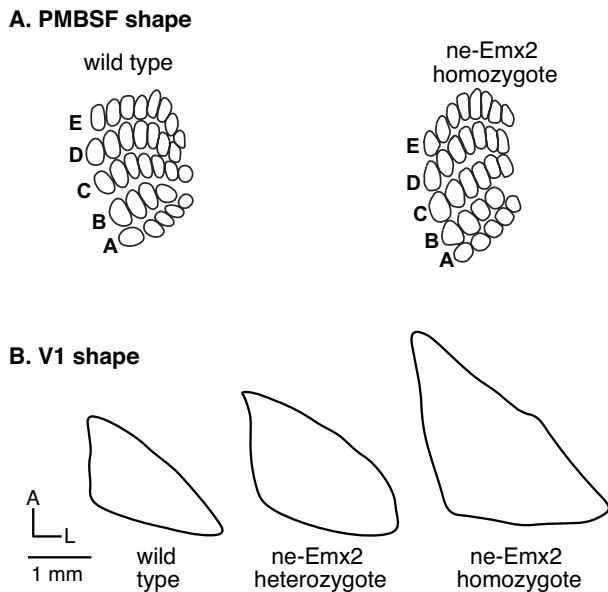 A. PMBSF shape
wild type
ne-Emx2
homozygote
E
D
C
B
A
E
D
C
B
A
B. V1 shape
A
L
1 mm
wild
type
ne-Emx2
heterozygote
ne-Emx2
homozygote